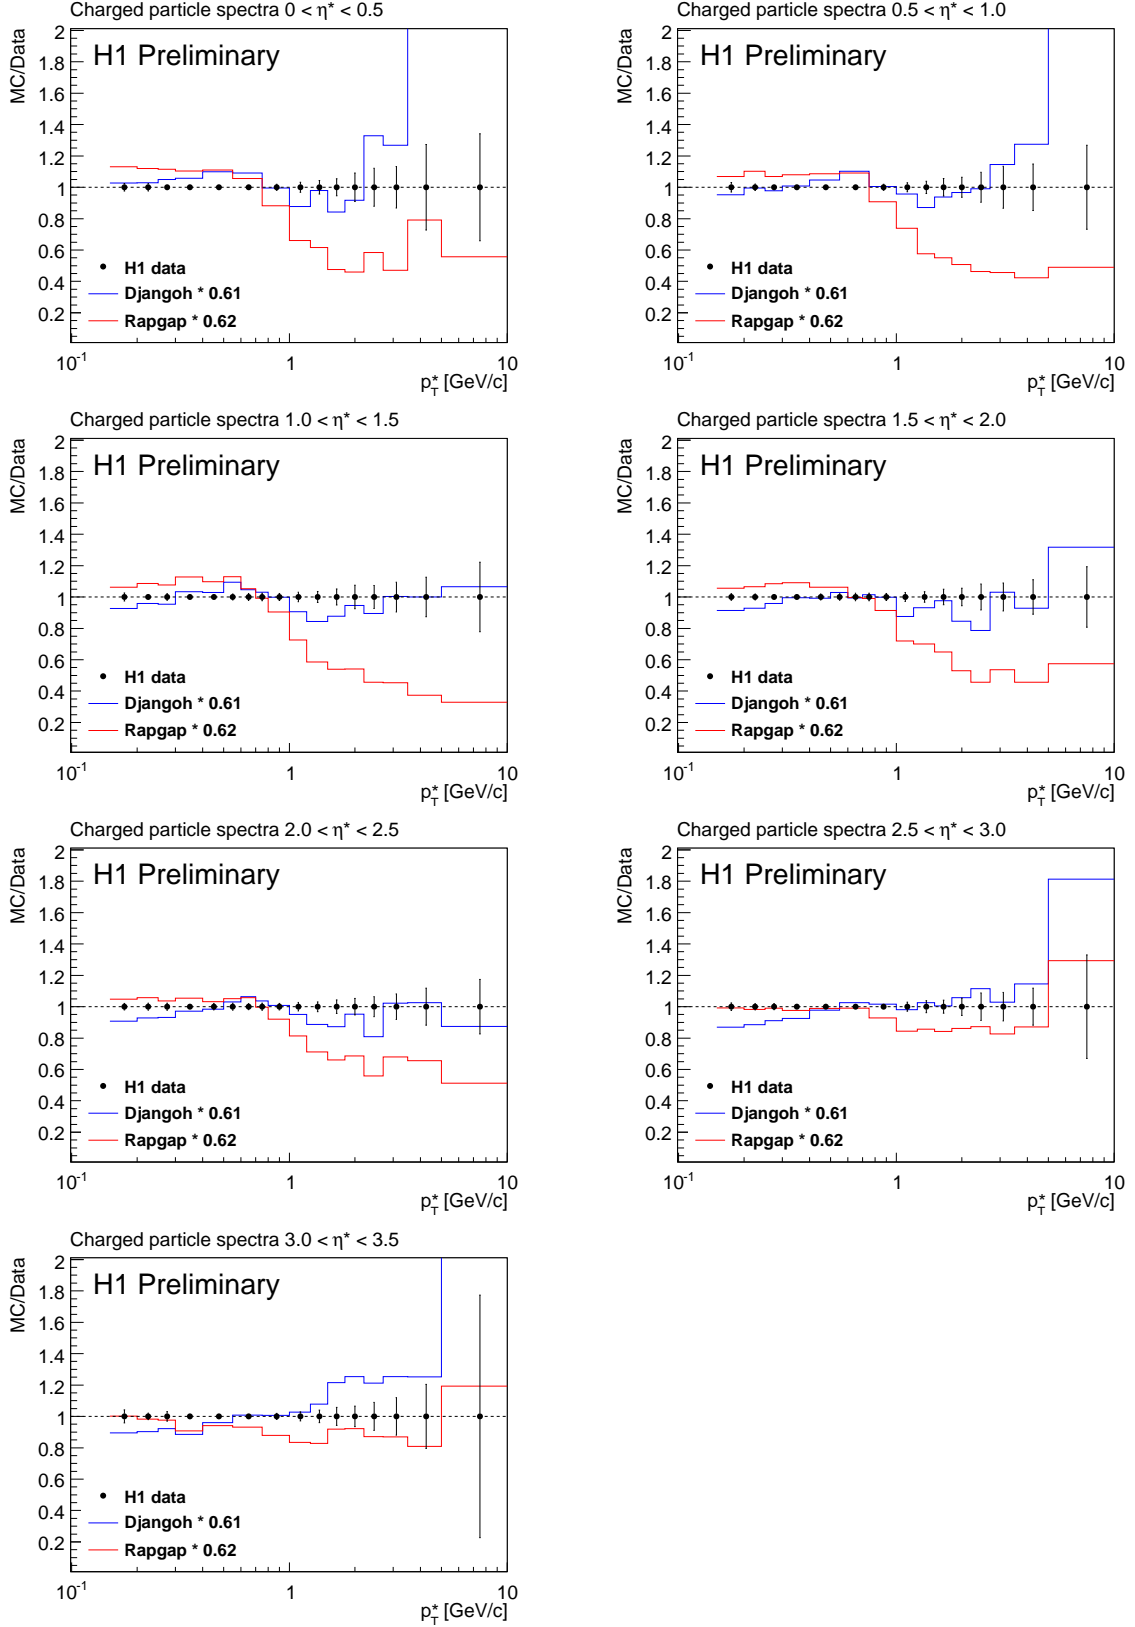 Charged particle spectra 0 < η* < 0.5
MC/Data
2
1.8
1.6
1.4
1.2
1
0.8
0.6
0.4
0.2
H1 Preliminary
H1 data
Djangoh * 0.61
Rapgap * 0.62
10-1
1
10
p*T [GeV/c]
Charged particle spectra 0.5 < η* < 1.0
MC/Data
2
1.8
1.6
1.4
1.2
1
0.8
0.6
0.4
0.2
H1 Preliminary
H1 data
Djangoh * 0.61
Rapgap * 0.62
10-1
1
10
p*T [GeV/c]
Charged particle spectra 1.0 < η* < 1.5
MC/Data
2
1.8
1.6
1.4
1.2
1
0.8
0.6
0.4
0.2
H1 Preliminary
H1 data
Djangoh * 0.61
Rapgap * 0.62
10-1
1
10
p*T [GeV/c]
Charged particle spectra 1.5 < η* < 2.0
MC/Data
2
1.8
1.6
1.4
1.2
1
0.8
0.6
0.4
0.2
H1 Preliminary
H1 data
Djangoh * 0.61
Rapgap * 0.62
10-1
1
10
p*T [GeV/c]
Charged particle spectra 2.0 < η* < 2.5
MC/Data
2
1.8
1.6
1.4
1.2
1
0.8
0.6
0.4
0.2
H1 Preliminary
H1 data
Djangoh * 0.61
Rapgap * 0.62
10-1
1
10
p*T [GeV/c]
Charged particle spectra 2.5 < η* < 3.0
MC/Data
2
1.8
1.6
1.4
1.2
1
0.8
0.6
0.4
0.2
H1 Preliminary
H1 data
Djangoh * 0.61
Rapgap * 0.62
10-1
1
10
p*T [GeV/c]
Charged particle spectra 3.0 < η* < 3.5
MC/Data
2
1.8
1.6
1.4
1.2
1
0.8
0.6
0.4
0.2
H1 Preliminary
H1 data
Djangoh * 0.61
Rapgap * 0.62
10-1
1
10
p*T [GeV/c]